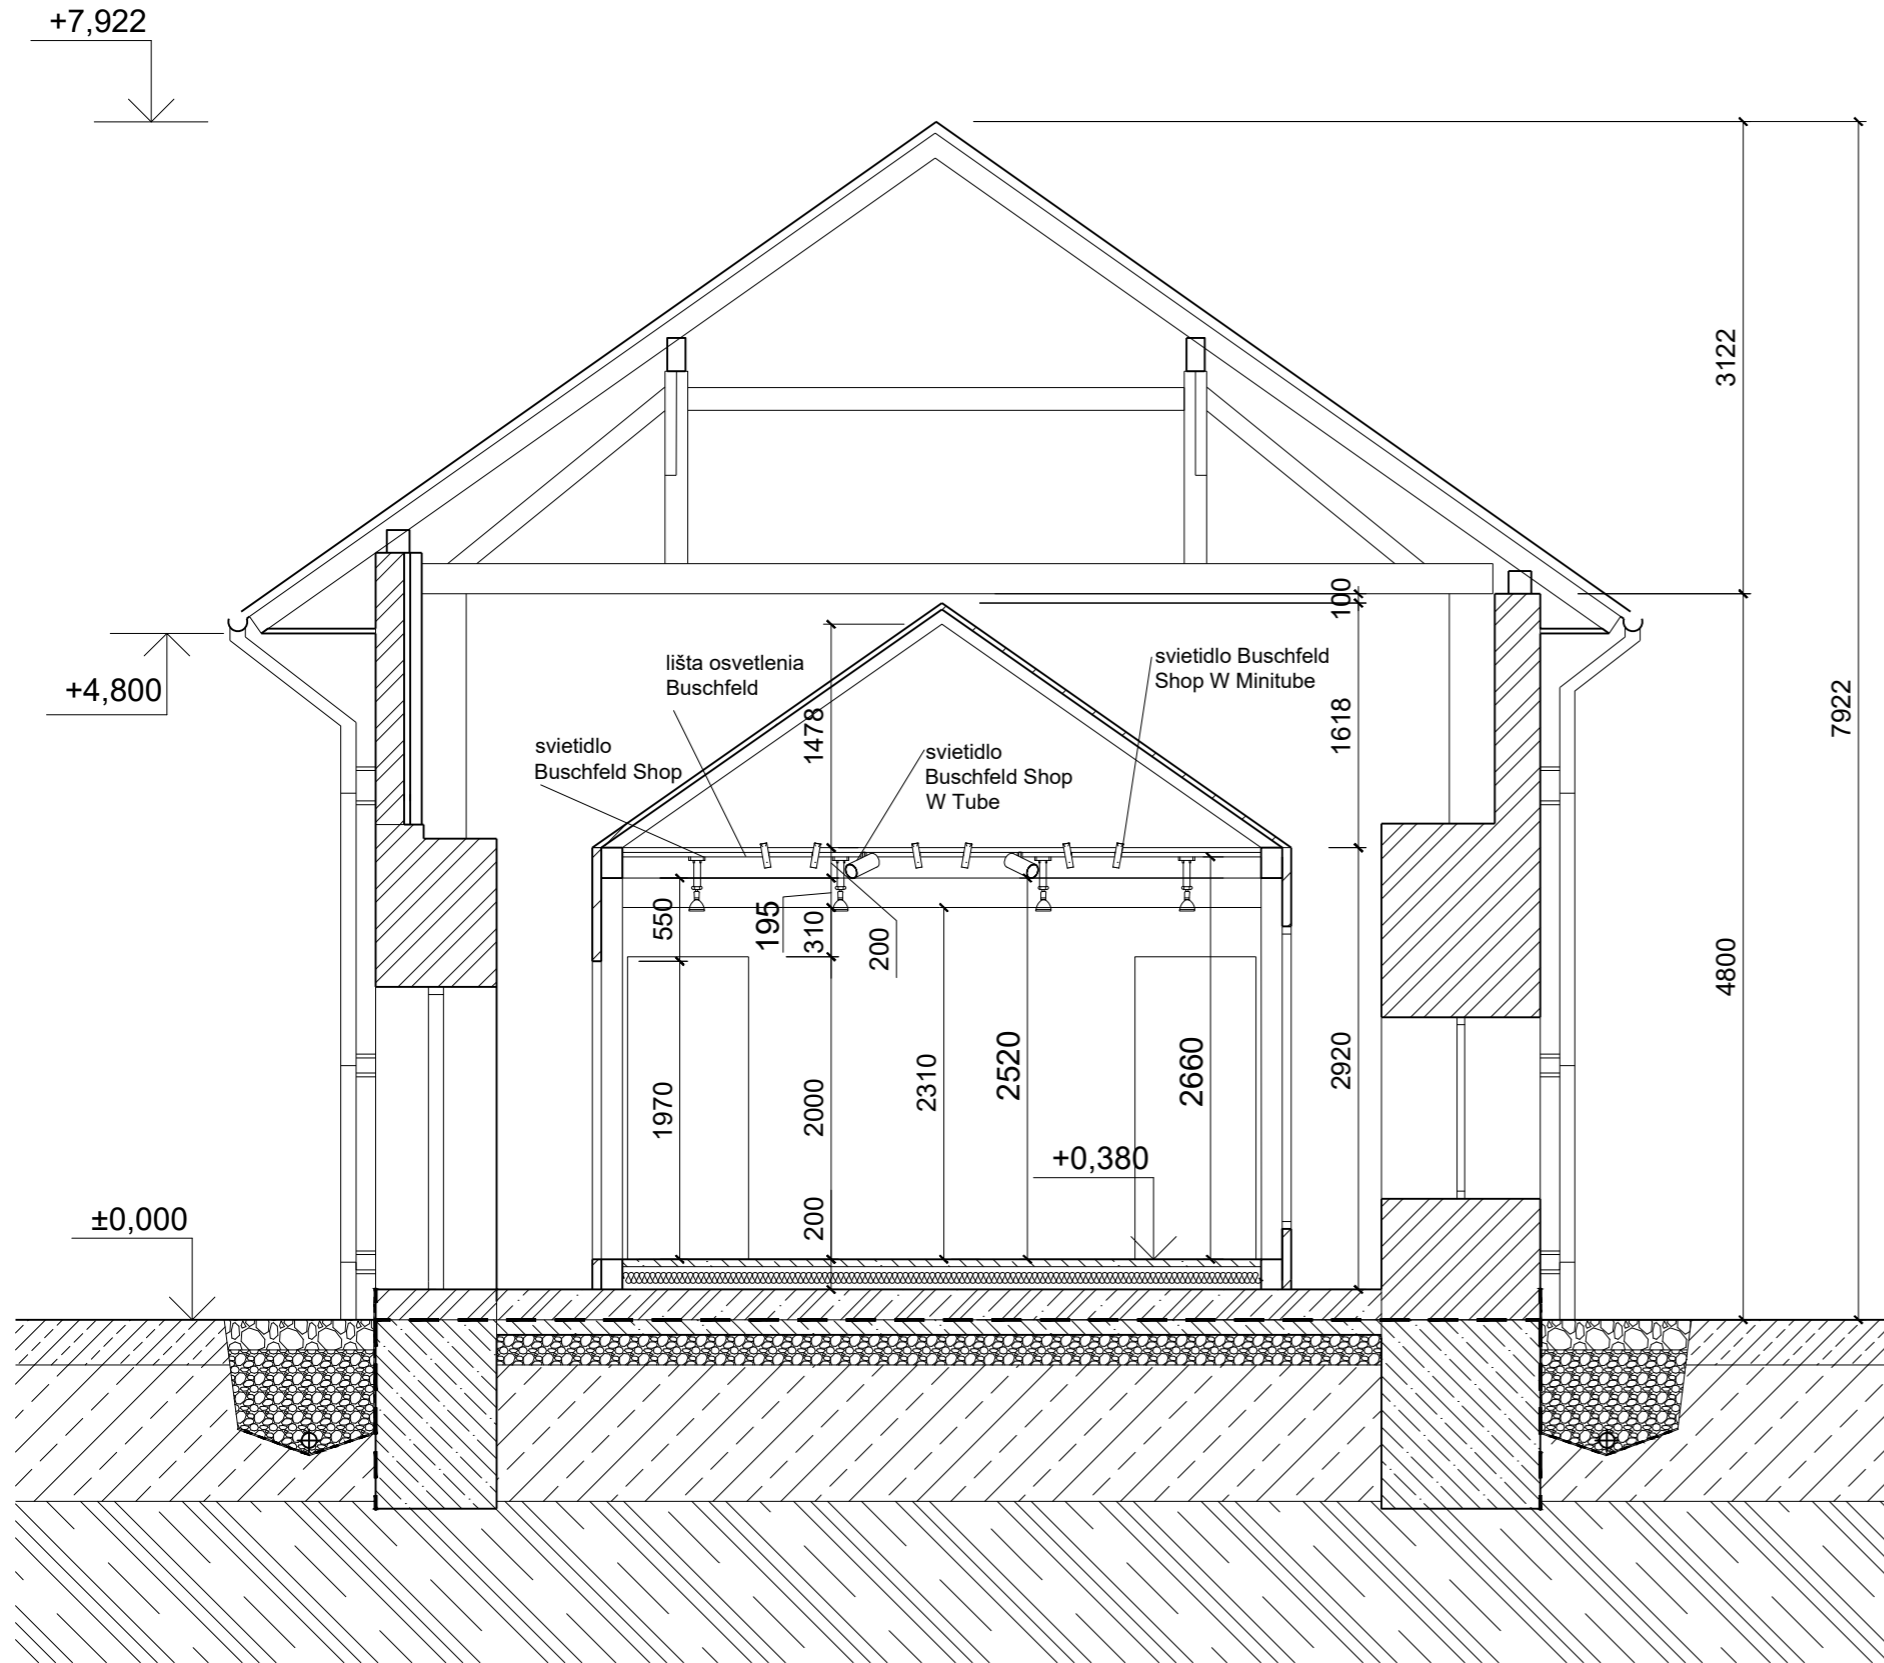 +7,922
3122
100
lišta osvetlenia
Buschfeld
svietidlo Buschfeld
Shop W Minitube
+4,800
1478
1618
7922
svietidlo
Buschfeld Shop
svietidlo
Buschfeld Shop
W Tube
550
195
310
200
4800
1970
2000
2310
2520
2660
2920
+0,380
±0,000
200